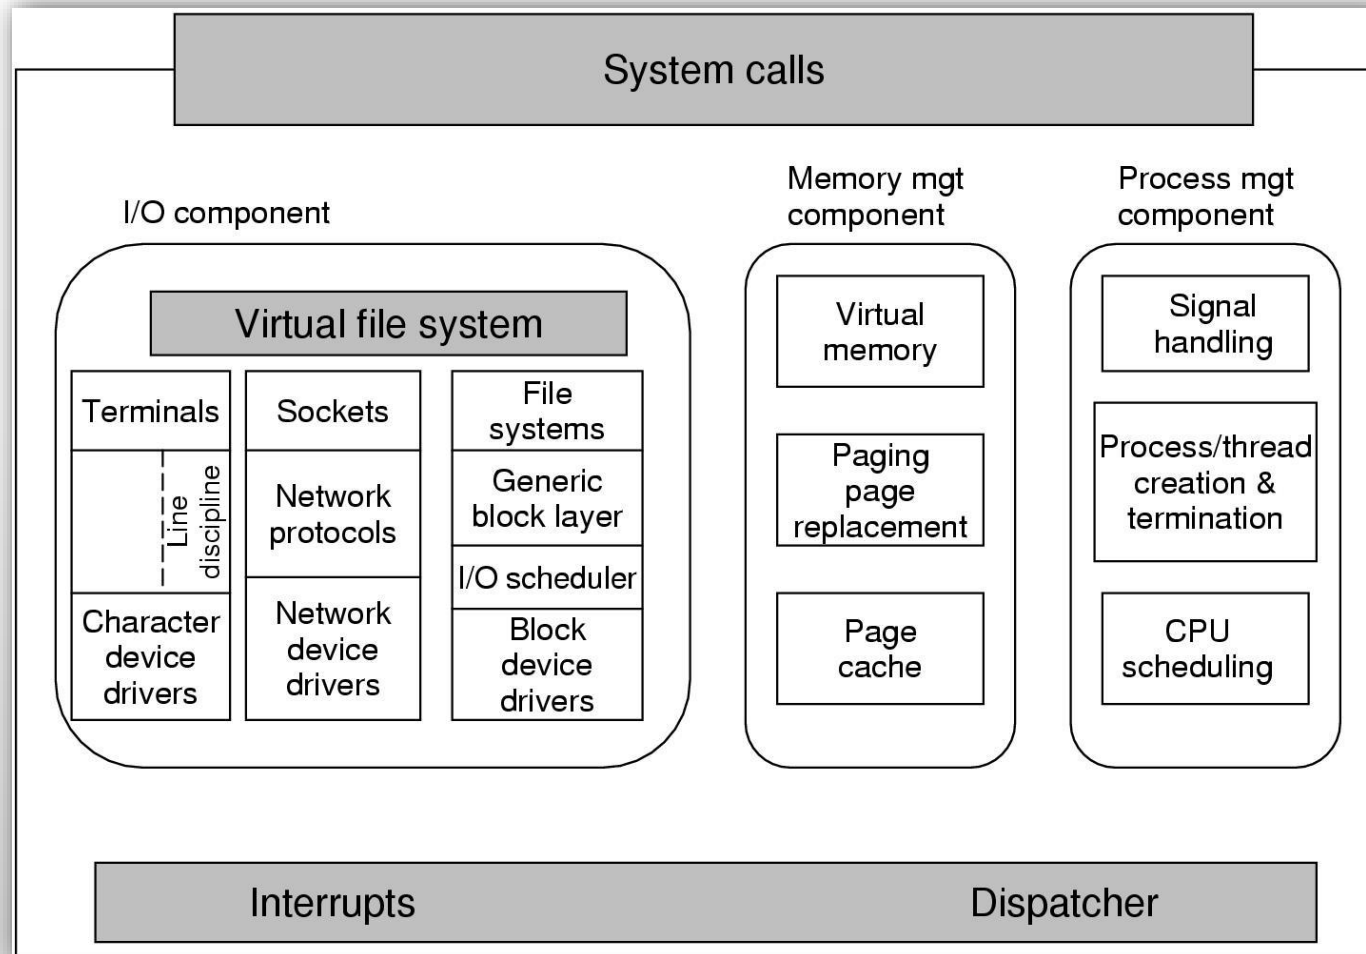 System calls
I/O component
Memory mgt
component
Process mgt
component
Virtual file system
Terminals
Line
discipline
Character
device
drivers
Sockets
Network
protocols
Network
device
drivers
File
systems
Generic
block layer
I/O scheduler
Block
device
drivers
Virtual
memory
Paging
page
replacement
Page
cache
Signal
handling
Process/thread
creation &
termination
CPU
scheduling
Interrupts
Dispatcher